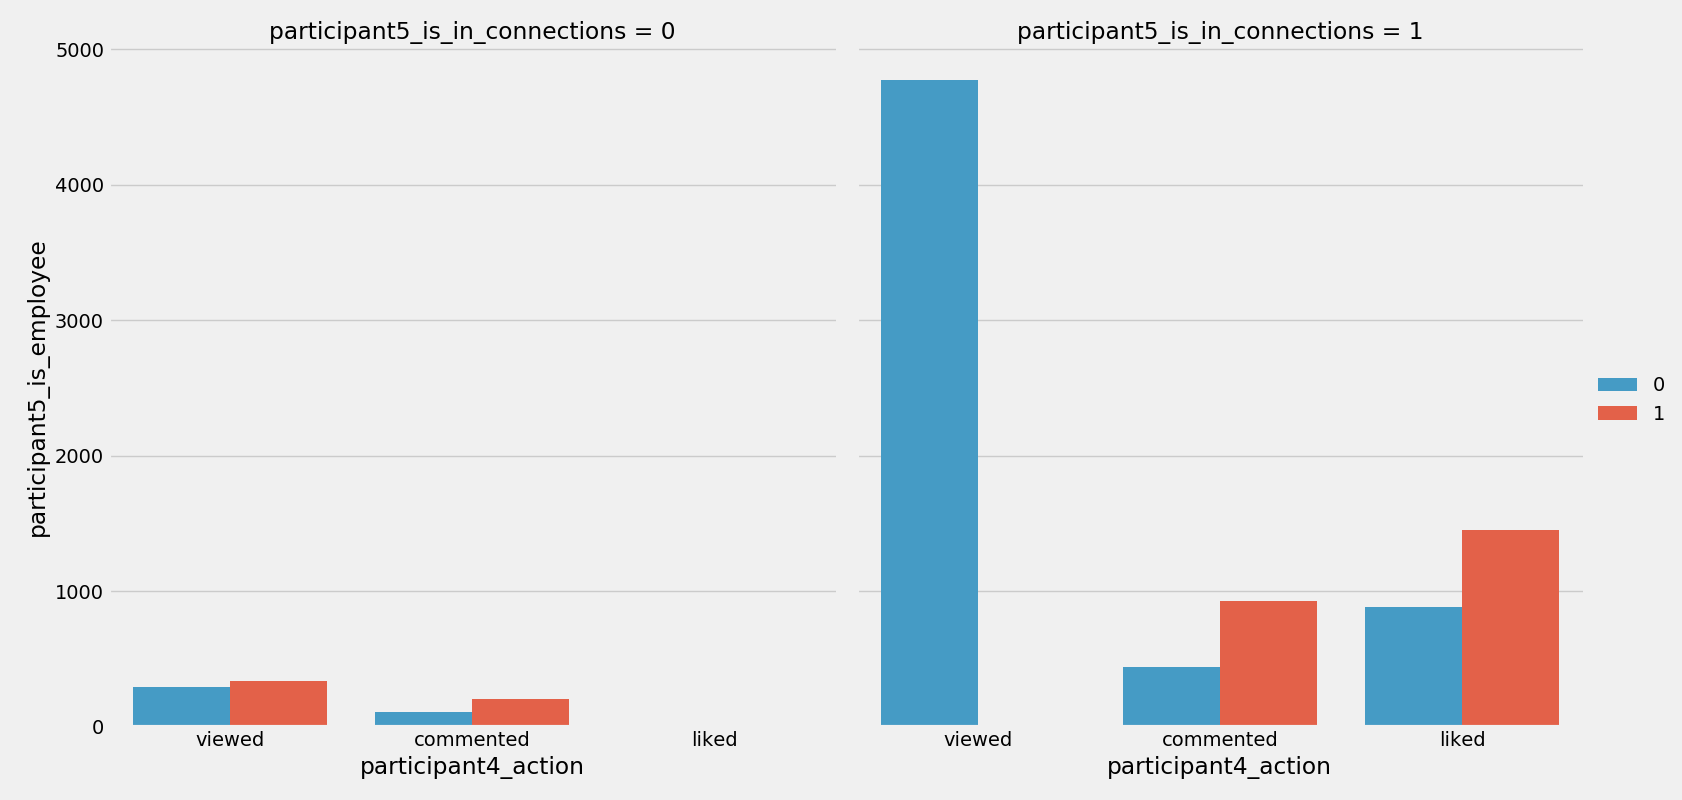 participant5_is_in_connections = 0
participant5_is_in_connections = 1
5000
4000
3000
2000
1000
0
participant5_is_employee
viewed
commented
liked
participant4_action
viewed
commented
liked
participant4_action
0
1